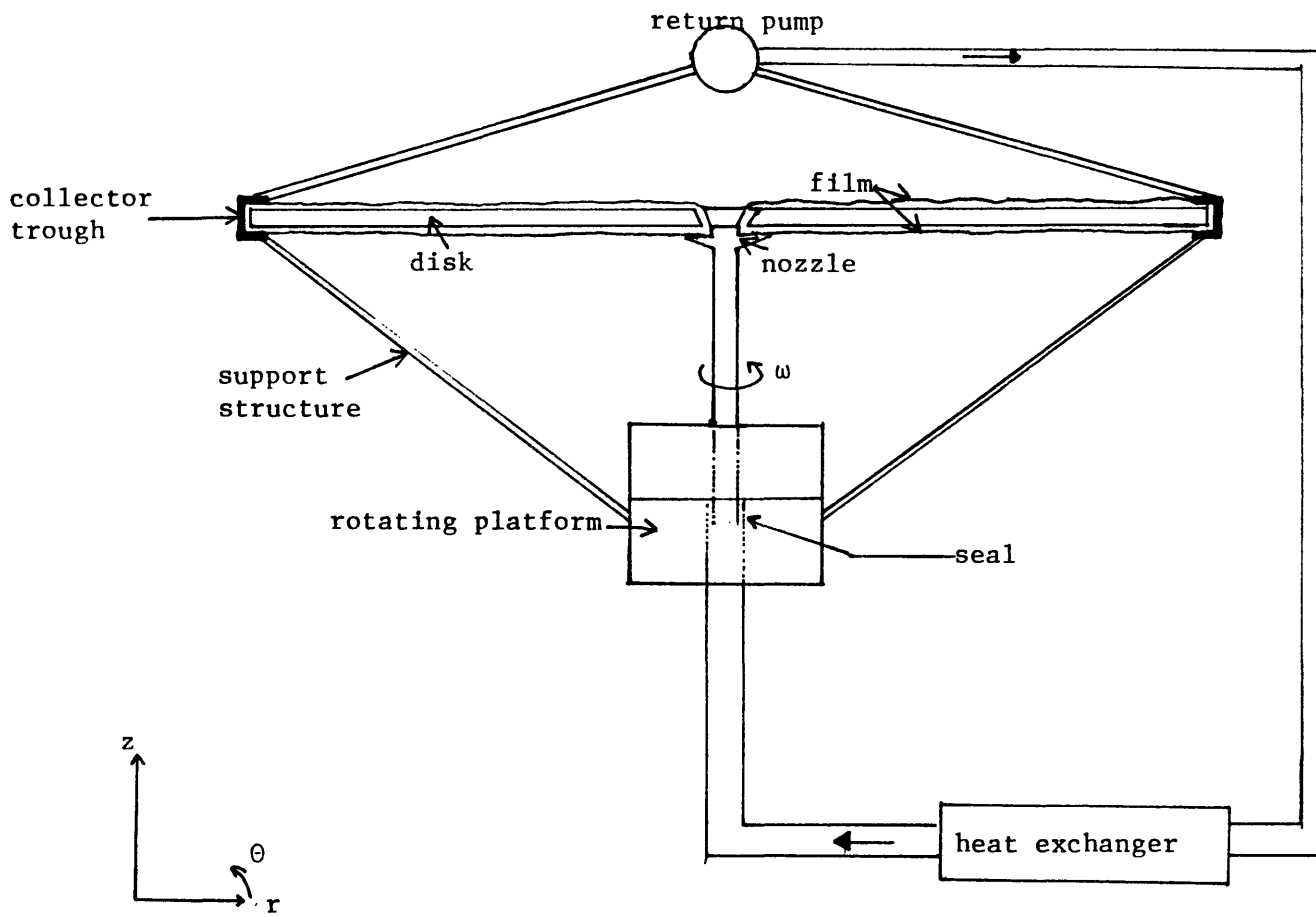 return pump
collector
trough
film
disk
nozzle
support
structure
ω
rotating platform
seal
z
θ
r
heat exchanger